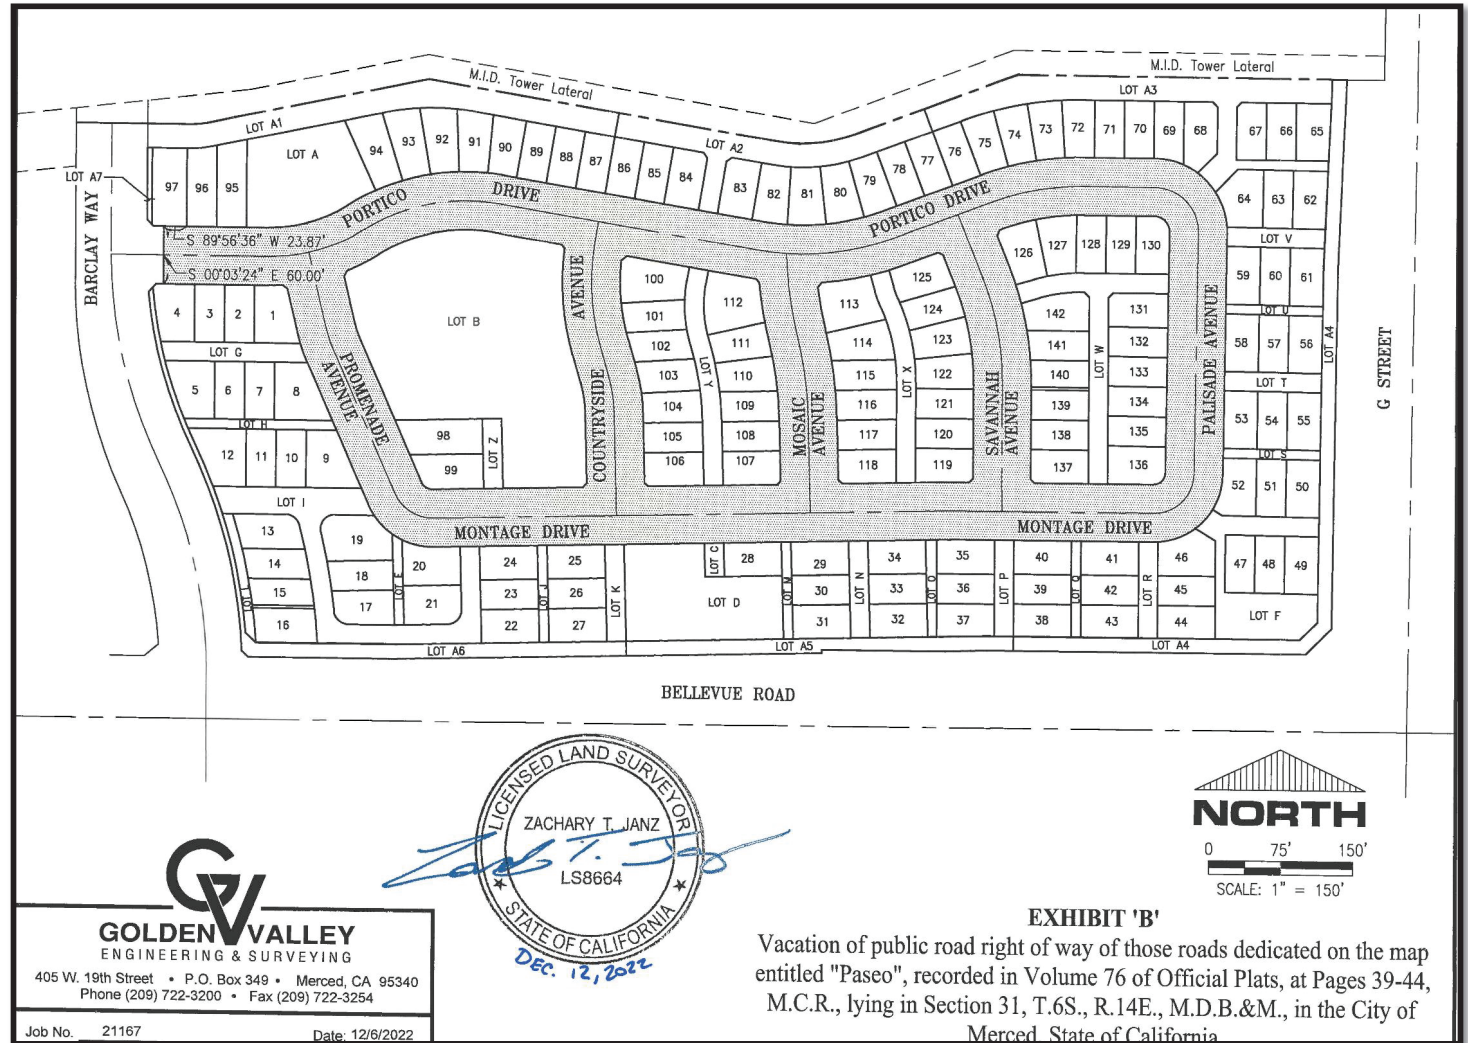 M.I.D. Tower Lateral
M.I.D. Tower Lateral
LOT A3
LOT A1
LOT A2
LOT A
LOT A7
94
93
92
91
90
89
88
87
86
85
84
83
82
81
80
79
78
77
76
75
74
73
72
71
70
69
68
67
66
65
97
96
95
64
63
62
PORTICO
DRIVE
PORTICO DRIVE
BARCLAY WAY
S 89°56'36" W 23.87'
S 00°03'24" E 60.00'
LOT V
59
60
61
LOT U
58
57
56
LOT T
53
54
55
LOT S
52
51
50
LOT A4
G STREET
PALISADE AVENUE
4
3
2
1
LOT G
5
6
7
8
LOT H
12
11
10
9
LOT I
PROMENADE
AVENUE
LOT B
98
99
LOT Z
COUNTRYSIDE
AVENUE
100
101
102
103
104
105
106
LOT Y
112
111
110
109
108
107
MOSAIC
AVENUE
113
114
115
116
117
118
LOT X
125
124
123
122
121
120
119
SAVANNAH
AVENUE
126
127
128
129
130
142
141
140
139
138
137
LOT W
131
132
133
134
135
136
MONTAGE DRIVE
MONTAGE DRIVE
13
14
15
16
LOT L
19
18
17
LOT E
20
21
24
23
22
LOT J
25
26
27
LOT K
LOT C
28
LOT D
LOT M
29
30
31
LOT N
34
33
32
LOT O
35
36
37
LOT P
40
39
38
LOT Q
41
42
43
LOT R
46
45
44
47
48
49
LOT F
LOT A6
LOT A5
LOT A4
BELLEVUE ROAD
LICENSED LAND SURVEYOR
ZACHARY T. JANZ
LS8664
STATE OF CALIFORNIA
DEC. 12, 2022
NORTH
0 75' 150'
SCALE: 1" = 150'
GV
GOLDEN VALLEY
ENGINEERING & SURVEYING
405 W. 19th Street • P.O. Box 349 • Merced, CA 95340
Phone (209) 722-3200 • Fax (209) 722-3254
Job No. 21167
Date: 12/6/2022
EXHIBIT 'B'
Vacation of public road right of way of those roads dedicated on the map
entitled "Paseo", recorded in Volume 76 of Official Plats, at Pages 39-44,
M.C.R., lying in Section 31, T.6S., R.14E., M.D.B.&M., in the City of
Merced, State of California